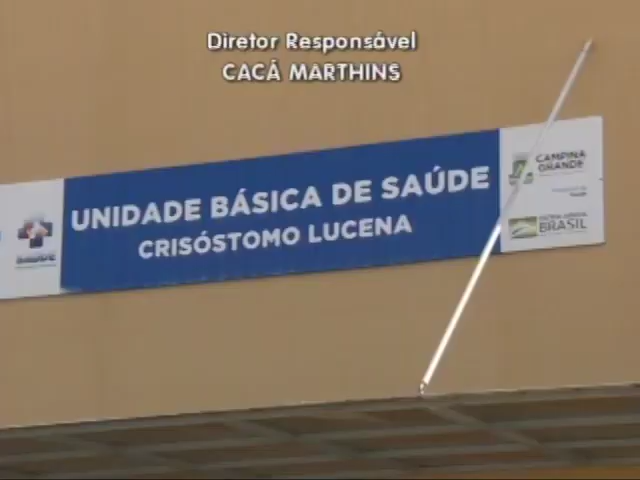 Diretor Responsável
CACÁ MARTHINS
UNIDADE BÁSICA DE SAÚDE
CRISÓSTOMO LUCENA
CAMPINA
GRANDE
BRASIL